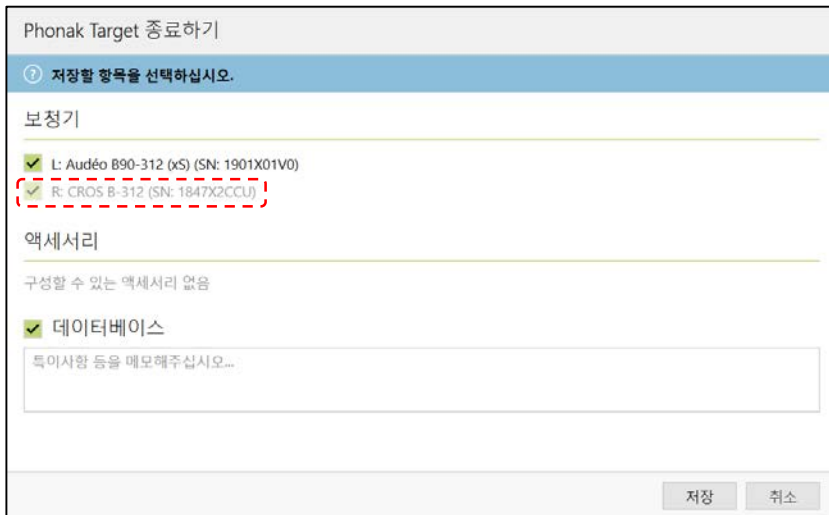 Phonak Target 종료하기
? 저장할 항목을 선택하십시오.
보청기
L: Audéo B90-312 (xS) (SN: 1901X01V0)
R: CROS B-312 (SN: 1847X2CCU)
액세서리
구성할 수 있는 액세서리 없음
데이터베이스
특이사항 등을 메모해주십시오...
저장 취소